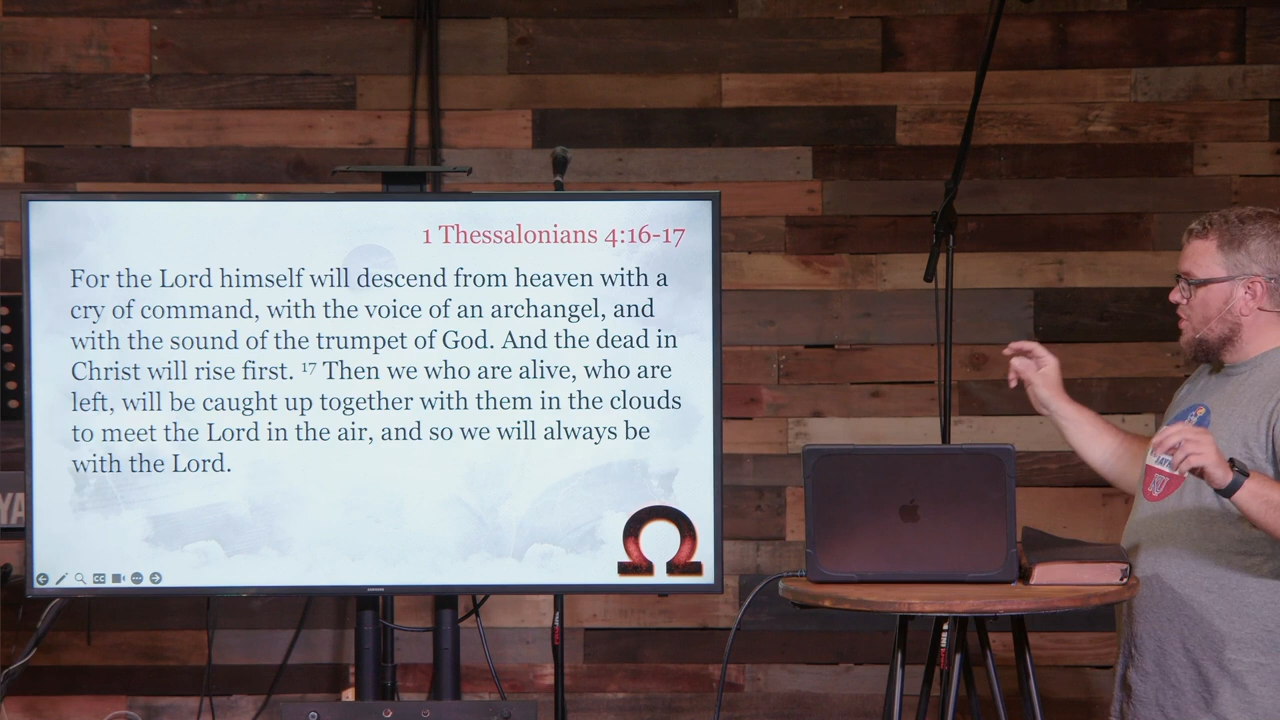 1 Thessalonians 4:16-17
For the Lord himself will descend from heaven with a
cry of command, with the voice of an archangel, and
with the sound of the trumpet of God. And the dead in
Christ will rise first. ¹⁷ Then we who are alive, who are
left, will be caught up together with them in the clouds
to meet the Lord in the air, and so we will always be
with the Lord.
Ω
CC
SAMSUNG
YA